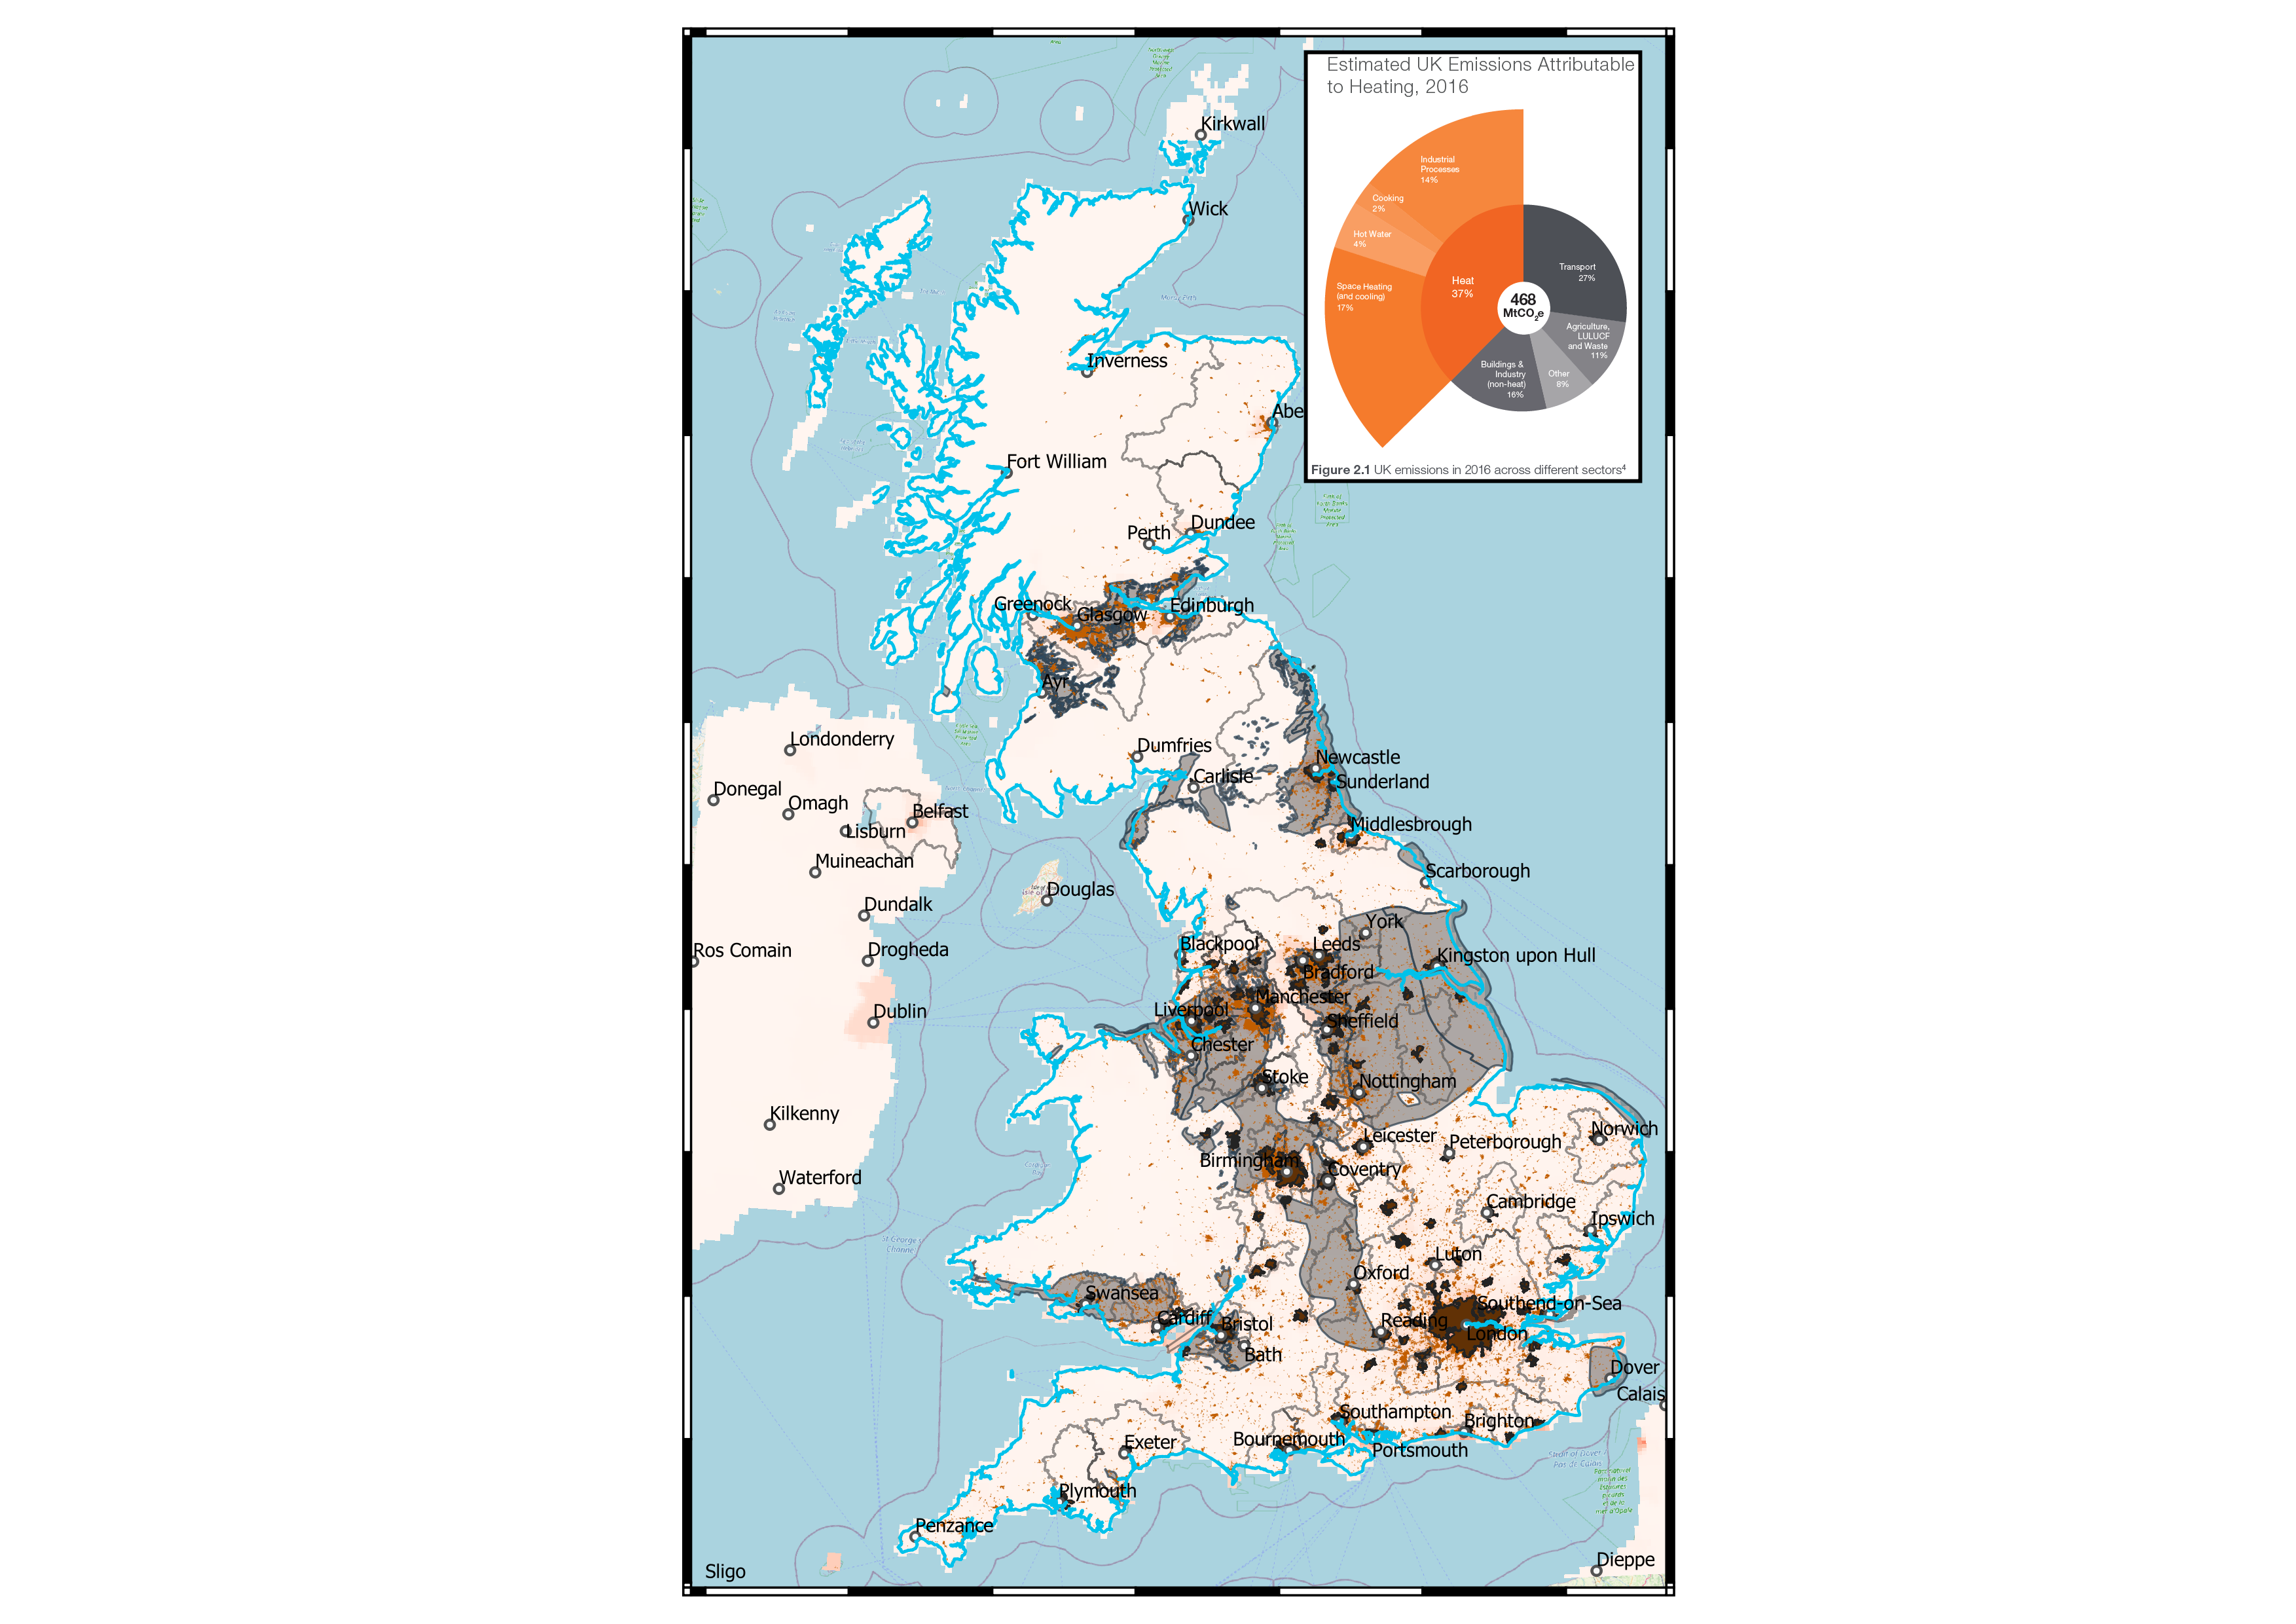 Estimated UK Emissions Attributable
to Heating, 2016
Industrial
Processes
14%
Cooking
2%
Hot Water
4%
Space Heating
(and cooling)
17%
Heat
37%
468
MtCO2e
Transport
27%
Agriculture,
LULUCF
and Waste
11%
Other
8%
Buildings &
Industry
(non-heat)
16%
Figure 2.1 UK emissions in 2016 across different sectors⁴
Kirkwall
Wick
Inverness
Abe
Fort William
Dundee
Perth
Greenock
Glasgow
Edinburgh
Ayr
Londonderry
Dumfries
Newcastle
Carlisle
Sunderland
Donegal
Omagh
Belfast
Lisburn
Middlesbrough
Muineachan
Scarborough
Douglas
Dundalk
York
Ros Comain
Drogheda
Blackpool
Leeds
Kingston upon Hull
Bradford
Manchester
Dublin
Liverpool
Sheffield
Chester
Stoke
Nottingham
Kilkenny
Norwich
Leicester
Peterborough
Birmingham
Coventry
Waterford
Cambridge
Ipswich
St George's
Channel
Luton
Oxford
Swansea
Southend-on-Sea
Cardiff
Bristol
Reading
London
Bath
Dover
Calais
Southampton
Brighton
Bournemouth
Portsmouth
Exeter
Plymouth
Penzance
Sligo
Dieppe